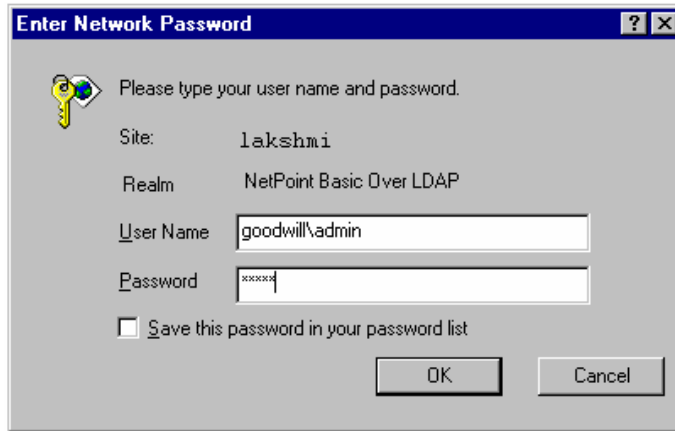 Enter Network Password
Please type your user name and password.
Site: lakshmi
Realm NetPoint Basic Over LDAP
User Name goodwill\admin
Password *****
Save this password in your password list
OK Cancel